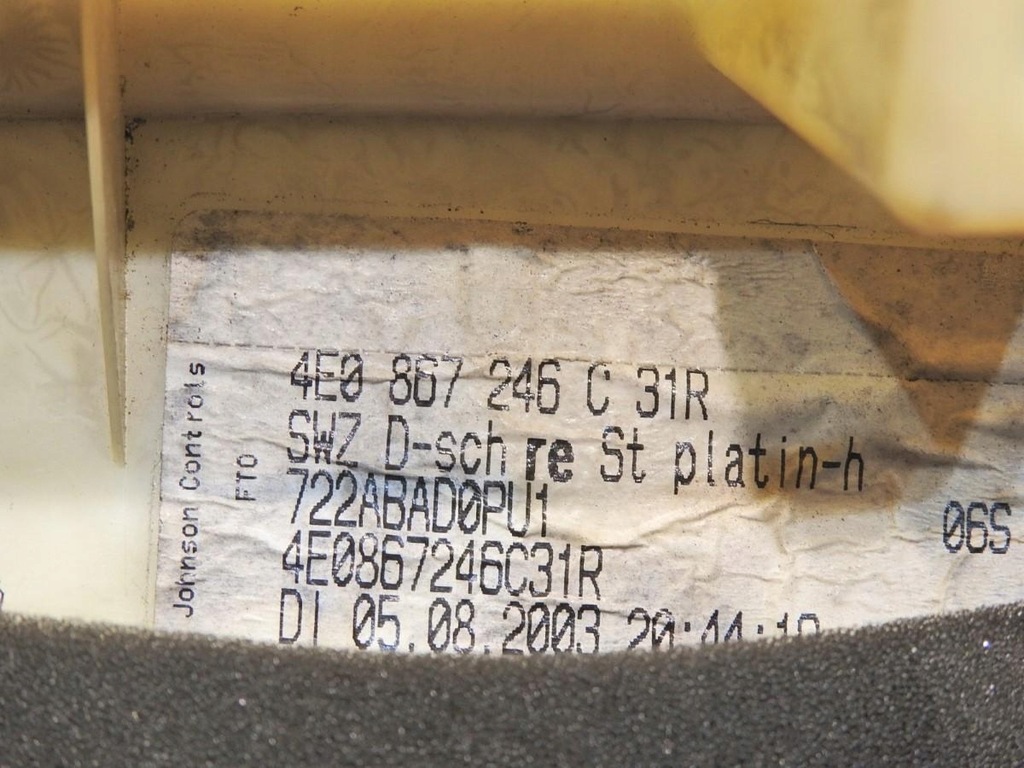 4E0 867 246 C 31R
SWZ D-sch re St platin-h
722ABAD0PU1
06S
4E0867246C31R
DI 05.08.2003
Johnson Controls
FTO